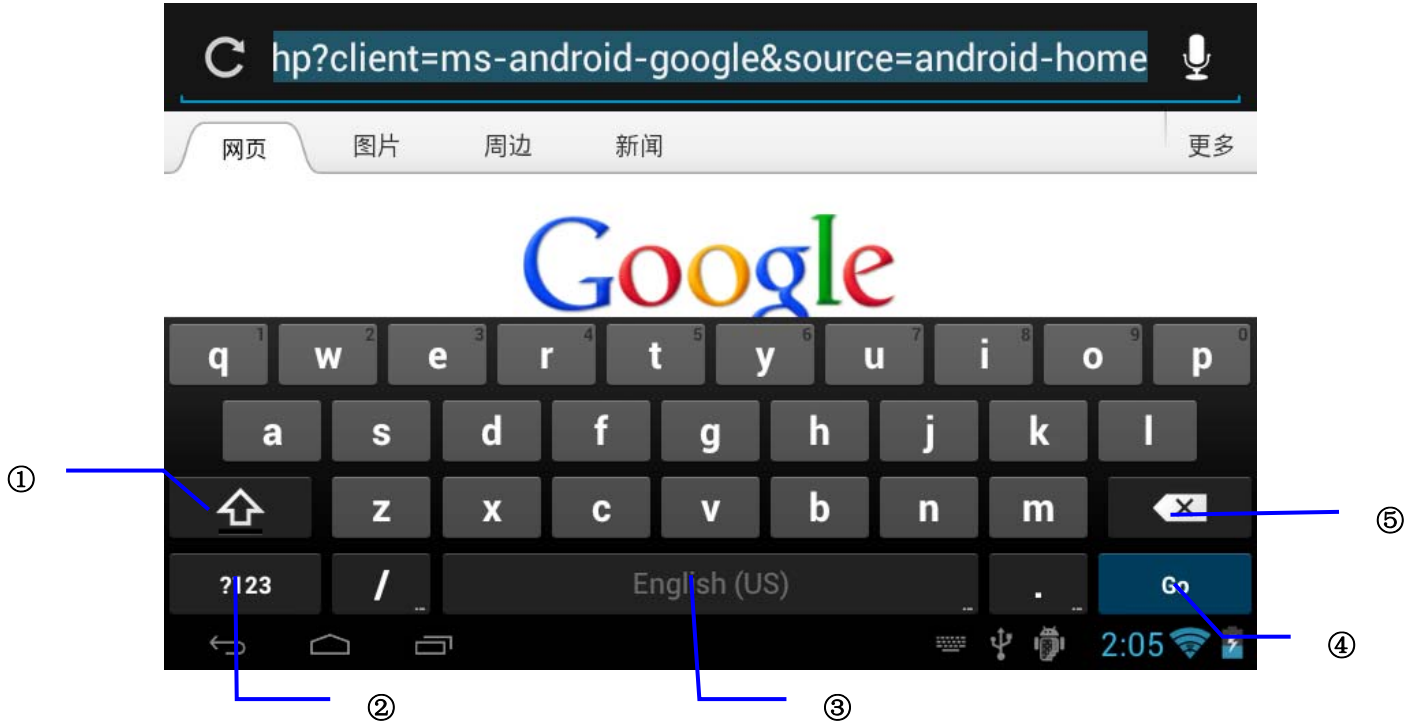 hp?client=ms-android-google&source=android-home
网页 图片 周边 新闻 更多
Google
q 1 w 2 e 3 r 4 t 5 y 6 u 7 i 8 o 9 p 0
a s d f g h j k l
①
z x c v b n m
⑤
?123 / ... English (US) ... . ... Go
2:05
④
② ③